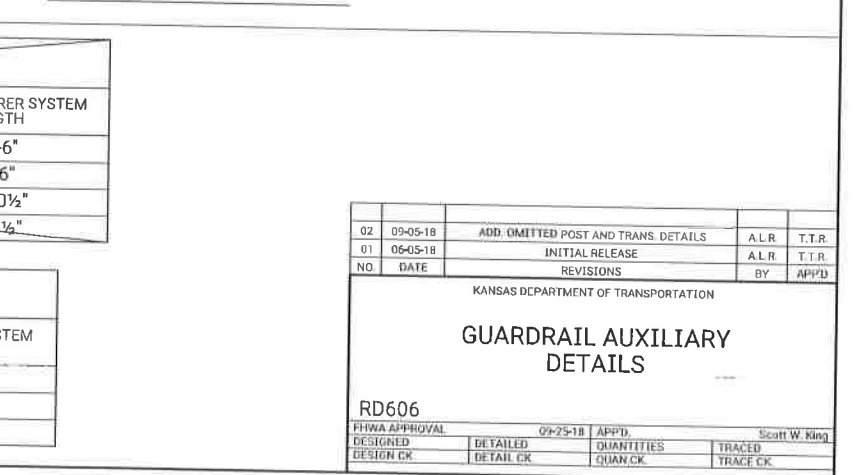 RER SYSTEM
GTH
-6"
6"
0½"
½"
STEM
02 09-05-18 ADD. OMITTED POST AND TRANS. DETAILS A.L.R. T.T.R.
01 06-05-18 INITIAL RELEASE A.L.R. T.T.R.
NO. DATE REVISIONS BY APP'D
KANSAS DEPARTMENT OF TRANSPORTATION
GUARDRAIL AUXILIARY
DETAILS
RD606
FHWA APPROVAL 09-25-18 APP'D. Scott W. King
DESIGNED DETAILED QUANTITIES TRACED
DESIGN CK. DETAIL CK. QUAN.CK. TRACE CK.